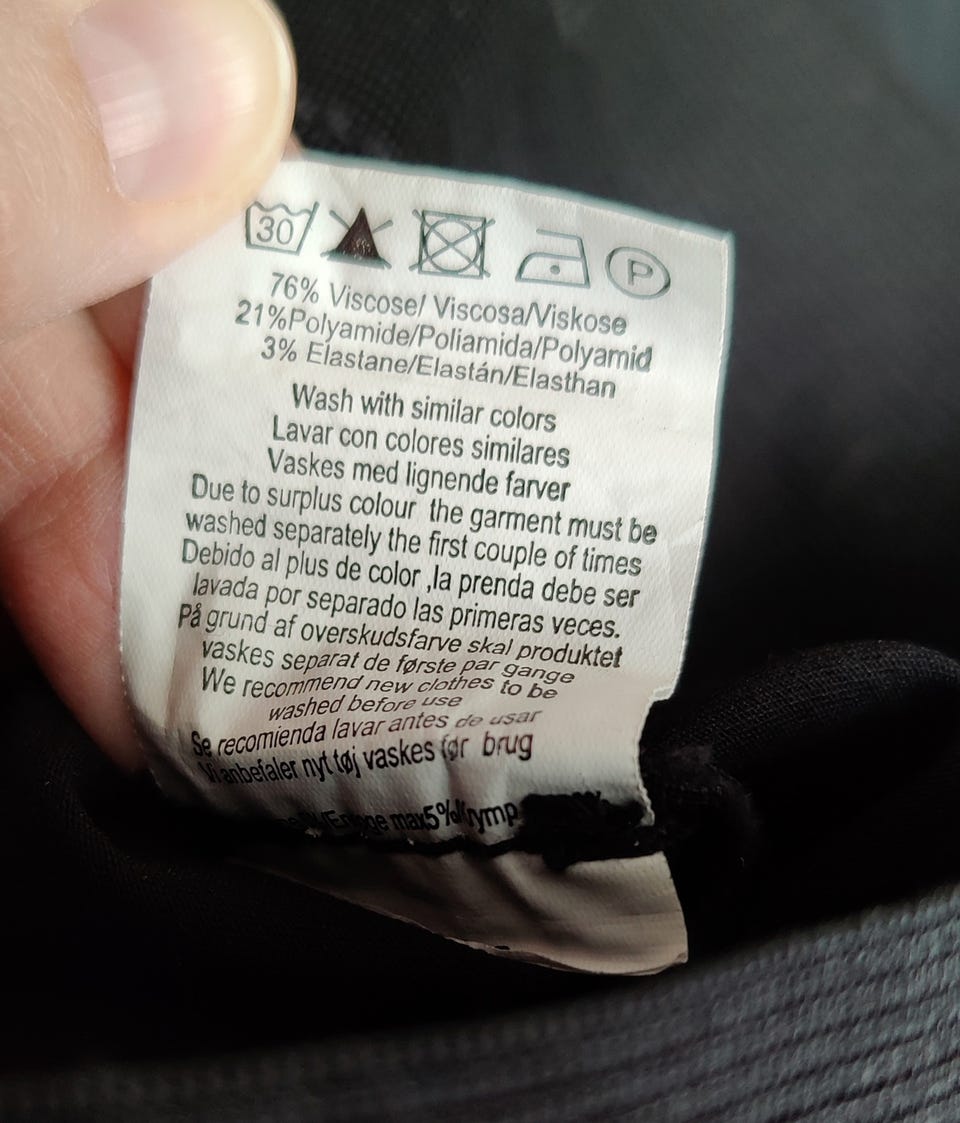 30
P
76% Viscose/ Viscosa/Viskose
21%Polyamide/Poliamida/Polyamid
3% Elastane/Elastán/Elasthan
Wash with similar colors
Lavar con colores similares
Vaskes med lignende farver
Due to surplus colour the garment must be
washed separately the first couple of times
Debido al plus de color ,la prenda debe ser
lavada por separado las primeras veces.
På grund af overskudsfarve skal produktet
vaskes separat de første par gange
We recommend new clothes to be
washed before use
Se recomienda lavar antes de usar
Vi anbefaler nyt tøj vaskes før brug
max5%/Krymp